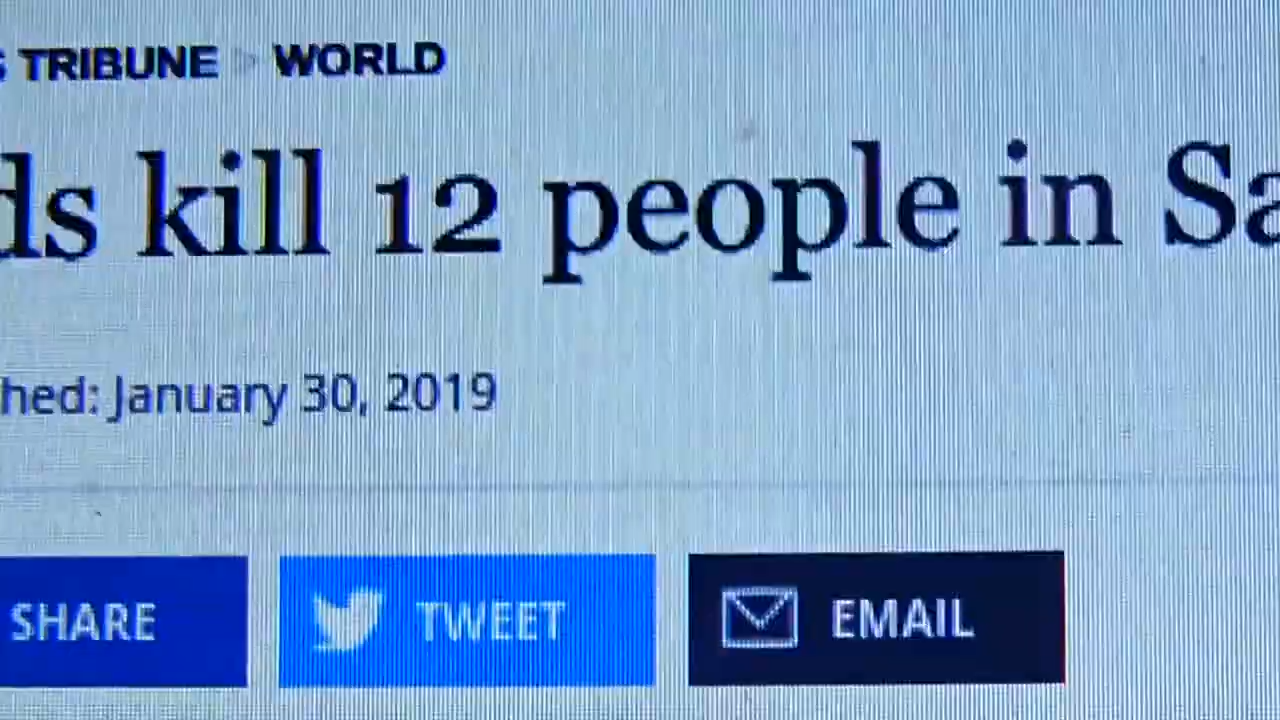 S TRIBUNE > WORLD
ds kill 12 people in Sa
hed: January 30, 2019
SHARE TWEET EMAIL